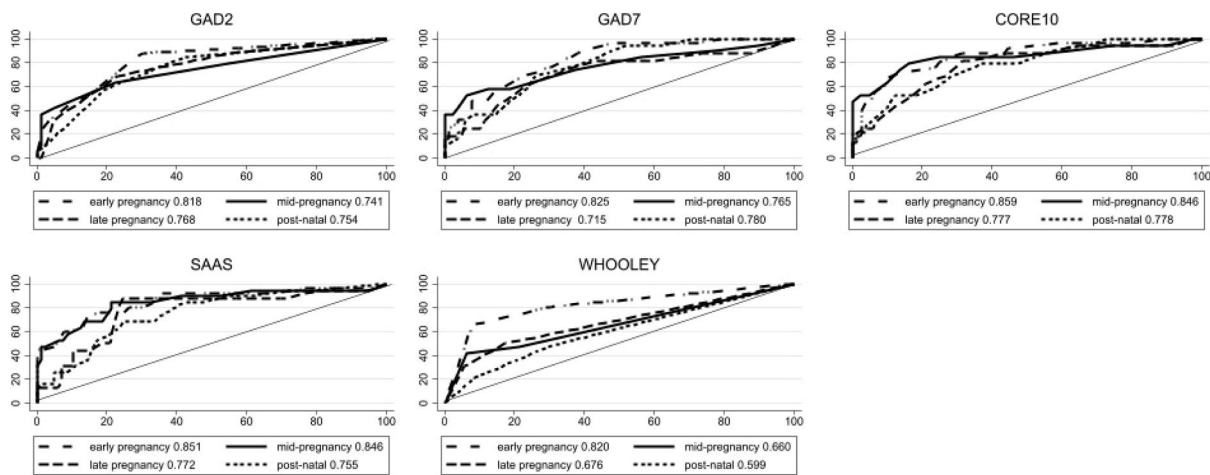 GAD2
GAD7
CORE10
100
80
60
40
20
0
0 20 40 60 80 100
early pregnancy 0.818 mid-pregnancy 0.741
late pregnancy 0.768 post-natal 0.754
100
80
60
40
20
0
0 20 40 60 80 100
early pregnancy 0.825 mid-pregnancy 0.765
late pregnancy 0.715 post-natal 0.780
100
80
60
40
20
0
0 20 40 60 80 100
early pregnancy 0.859 mid-pregnancy 0.846
late pregnancy 0.777 post-natal 0.778
SAAS
WHOOLEY
100
80
60
40
20
0
0 20 40 60 80 100
early pregnancy 0.851 mid-pregnancy 0.846
late pregnancy 0.772 post-natal 0.755
100
80
60
40
20
0
0 20 40 60 80 100
early pregnancy 0.820 mid-pregnancy 0.660
late pregnancy 0.676 post-natal 0.599